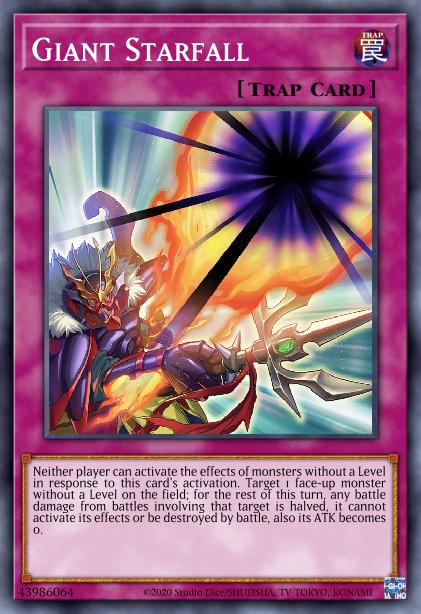 Giant Starfall
TRAP
罠
[Trap Card]
Neither player can activate the effects of monsters without a Level
in response to this card's activation. Target 1 face-up monster
without a Level on the field; for the rest of this turn, any battle
damage from battles involving that target is halved, it cannot
activate its effects or be destroyed by battle, also its ATK becomes
0.
43986064
©2020 Studio Dice/SHUEISHA, TV TOKYO, KONAMI